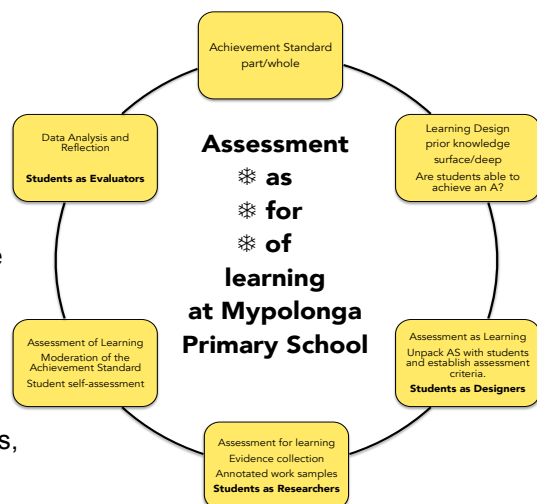 Achievement Standard
part/whole
Learning Design
prior knowledge
surface/deep
Are students able to
achieve an A?
Assessment as Learning
Unpack AS with students
and establish assessment
criteria.
Students as Designers
Assessment for learning
Evidence collection
Annotated work samples
Students as Researchers
Assessment of Learning
Moderation of the
Achievement Standard
Student self-assessment
Data Analysis and
Reflection
Students as Evaluators
Assessment
❄ as
❄ for
❄ of
learning
at Mypolonga
Primary School
e
s,